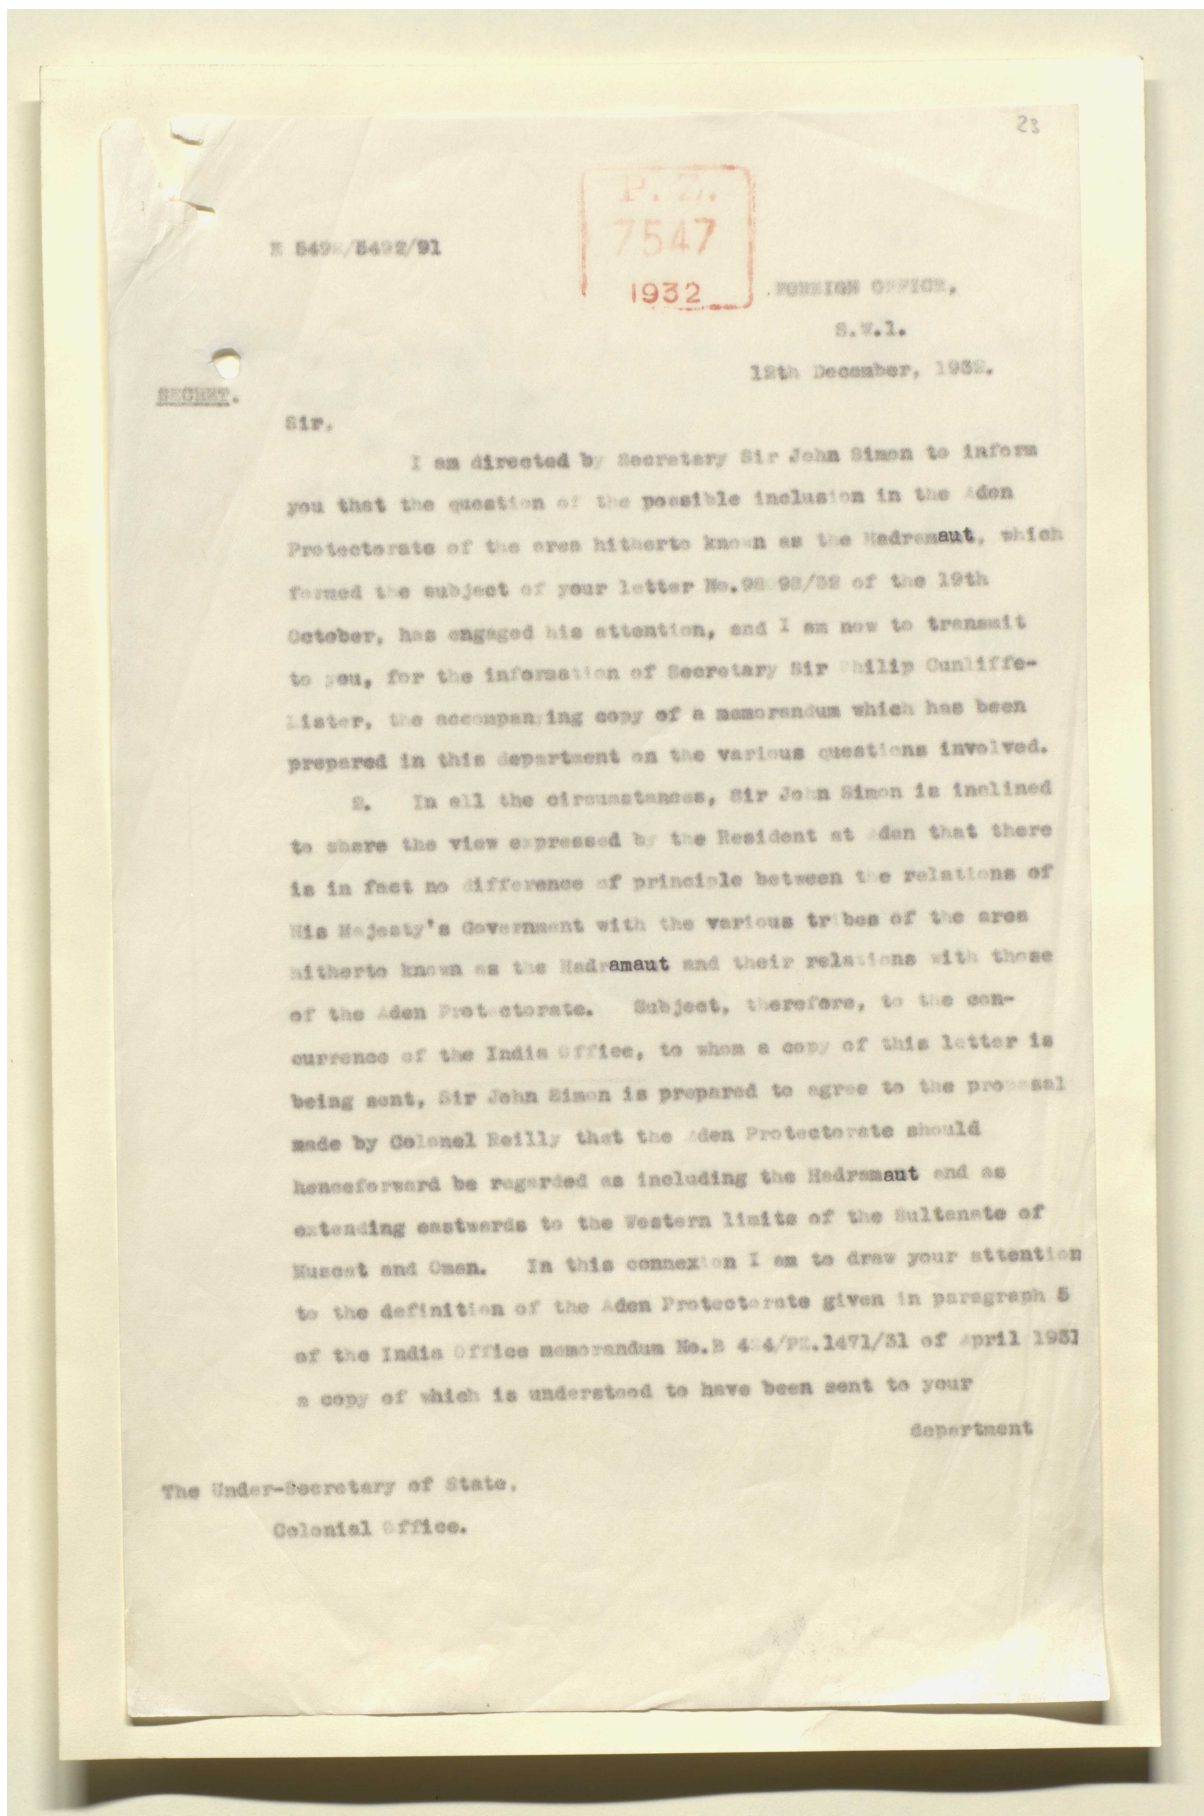 23
P. Z.
7547
1932
E 5492/5492/91
FOREIGN OFFICE,
S.W.1.
12th December, 1932.
SECRET.
Sir,
I am directed by Secretary Sir John Simon to inform
you that the question of the possible inclusion in the Aden
Protectorate of the area hitherto known as the Hadramaut, which
formed the subject of your letter of the 19th
October, has engaged his attention, and I am now to transmit
to you, for the information of Secretary Sir Philip Cunliffe-
Lister, the accompanying copy of a memorandum which has been
prepared in this department on the various questions involved.
2. In all the circumstances, Sir John Simon is inclined
to share the view expressed by the Resident at Aden that there
is in fact no difference of principle between the relations of
His Majesty's Government with the various tribes of the area
hitherto known as the Hadramaut and their relations with those
of the Aden Protectorate. Subject, therefore, to the con-
currence of the India Office, to whom a copy of this letter is
being sent, Sir John Simon is prepared to agree to the proposal
made by Colonel Reilly that the Aden Protectorate should
henceforward be regarded as including the Hadramaut and as
extending eastwards to the Western limits of the Sultanate of
Muscat and Oman. In this connexion I am to draw your attention
to the definition of the Aden Protectorate given in paragraph 5
of the India Office memorandum of April 1931
a copy of which is understood to have been sent to your
department
The Under-Secretary of State,
Colonial Office.